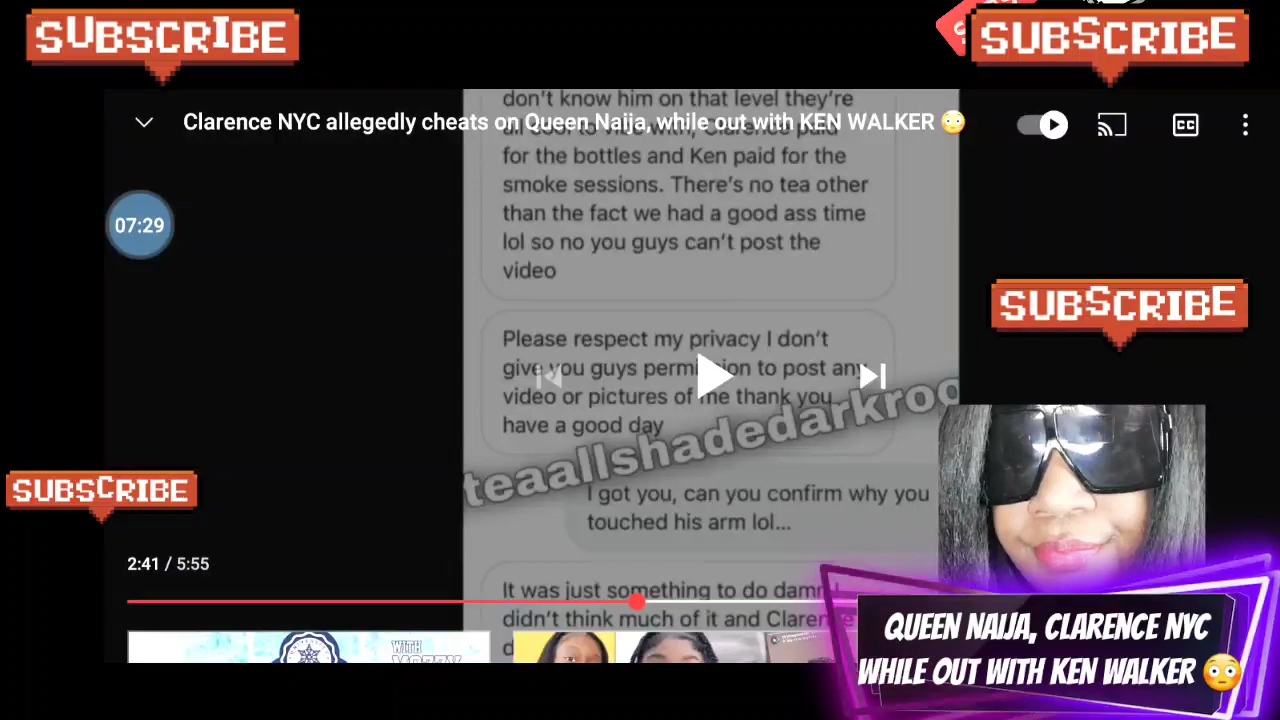 SUBSCRIBE
SUBSCRIBE
don't know him on that level they're
Clarence NYC allegedly cheats on Queen Naija, while out with KEN WALKER 😳
CC
for the bottles and Ken paid for the
smoke sessions. There's no tea other
than the fact we had a good ass time
lol so no you guys can't post the
video
07:29
SUBSCRIBE
Please respect my privacy I don't
give you guys permission to post any
video or pictures of me thank you
have a good day
teaallshadedarkroo
I got you, can you confirm why you
touched his arm lol...
SUBSCRIBE
2:41 / 5:55
It was just something to do damn I
didn't think much of it and Clarence
WITH
QUEEN NAIJA, CLARENCE NYC
WHILE OUT WITH KEN WALKER 😳